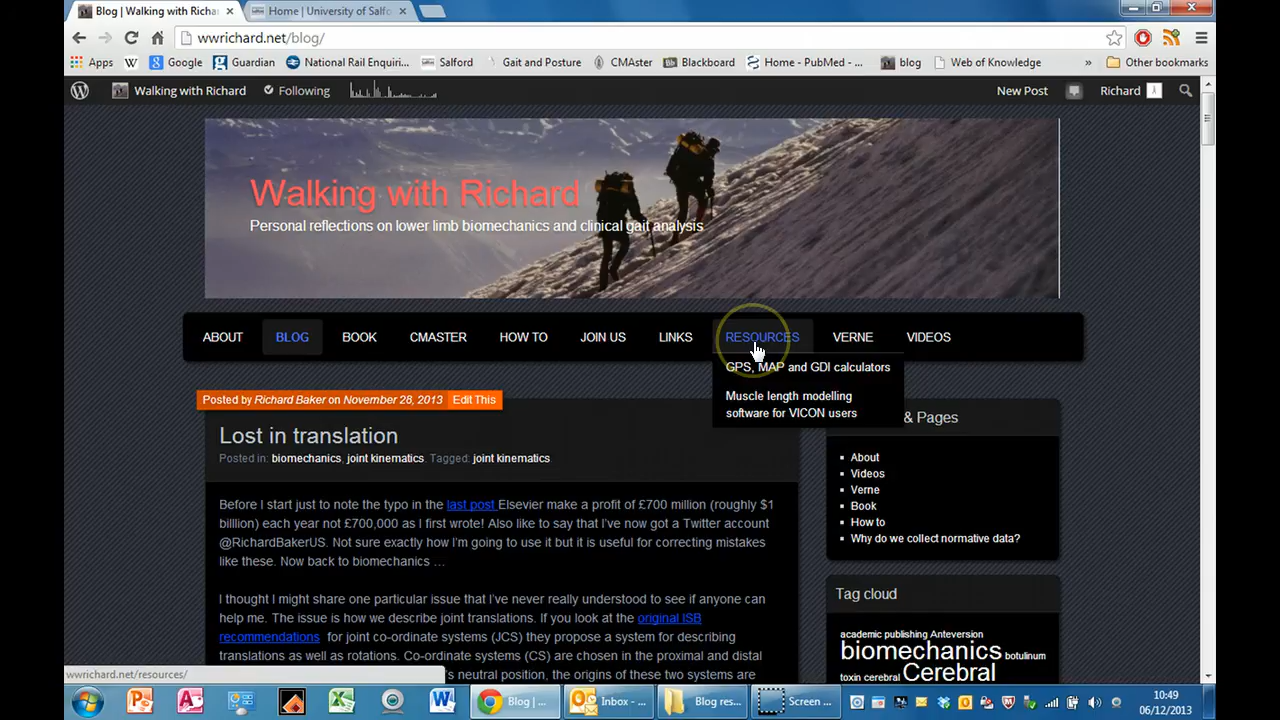 Blog | Walking with Richar
Home | University of Salfo
wwrichard.net/blog/
Apps
Google
Guardian
National Rail Enquiri...
Salford
Gait and Posture
CMAster
Blackboard
Home - PubMed - ...
blog
Web of Knowledge
»
Other bookmarks
Walking with Richard
Following
New Post
Richard
Walking with Richard
Personal reflections on lower limb biomechanics and clinical gait analysis
ABOUT
BLOG
BOOK
CMASTER
HOW TO
JOIN US
LINKS
RESOURCES
VERNE
VIDEOS
GPS, MAP and GDI calculators
Muscle length modelling
software for VICON users
Posted by Richard Baker on November 28, 2013
Edit This
Lost in translation
Posted in: biomechanics, joint kinematics. Tagged: joint kinematics.
Before I start just to note the typo in the last post Elsevier make a profit of £700 million (roughly $1
billlion) each year not £700,000 as I first wrote! Also like to say that I've now got a Twitter account
@RichardBakerUS. Not sure exactly how I'm going to use it but it is useful for correcting mistakes
like these. Now back to biomechanics …
I thought I might share one particular issue that I've never really understood to see if anyone can
help me. The issue is how we describe joint translations. If you look at the original ISB
recommendations for joint co-ordinate systems (JCS) they propose a system for describing
translations as well as rotations. Co-ordinate systems (CS) are chosen in the proximal and distal
's neutral position, the origins of these two systems are
& Pages
About
Videos
Verne
Book
How to
Why do we collect normative data?
Tag cloud
academic publishing Anteversion
biomechanics botulinum
toxin cerebral Cerebral
wwrichard.net/resources/
Blog | ...
Inbox - ...
Blog res...
Screen ...
10:49
06/12/2013